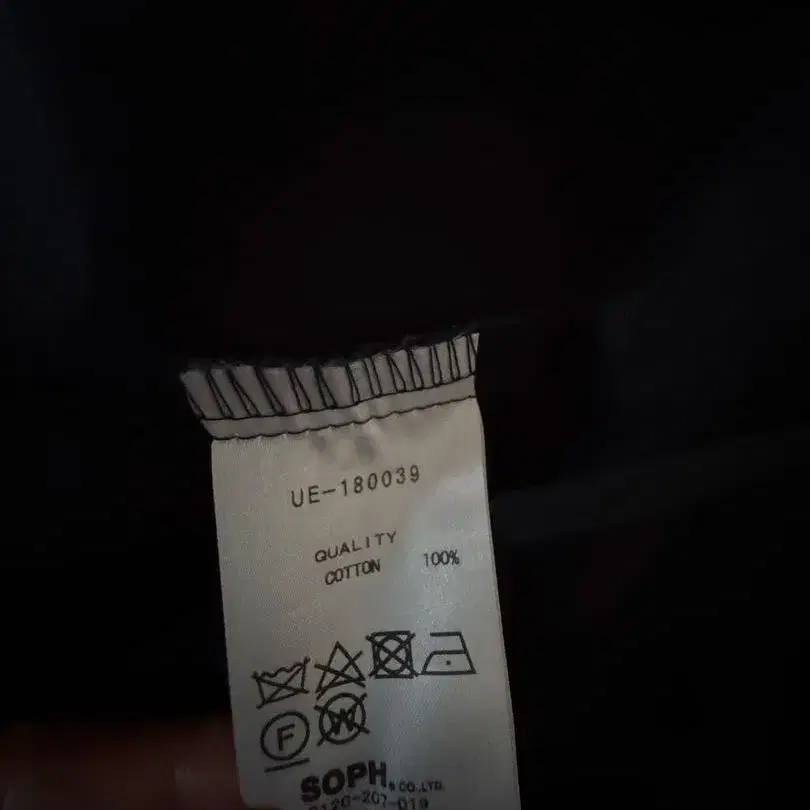 UE-180039
QUALITY
COTTON 100%
F W
SOPH.® CO.,LTD.
0120-207-019